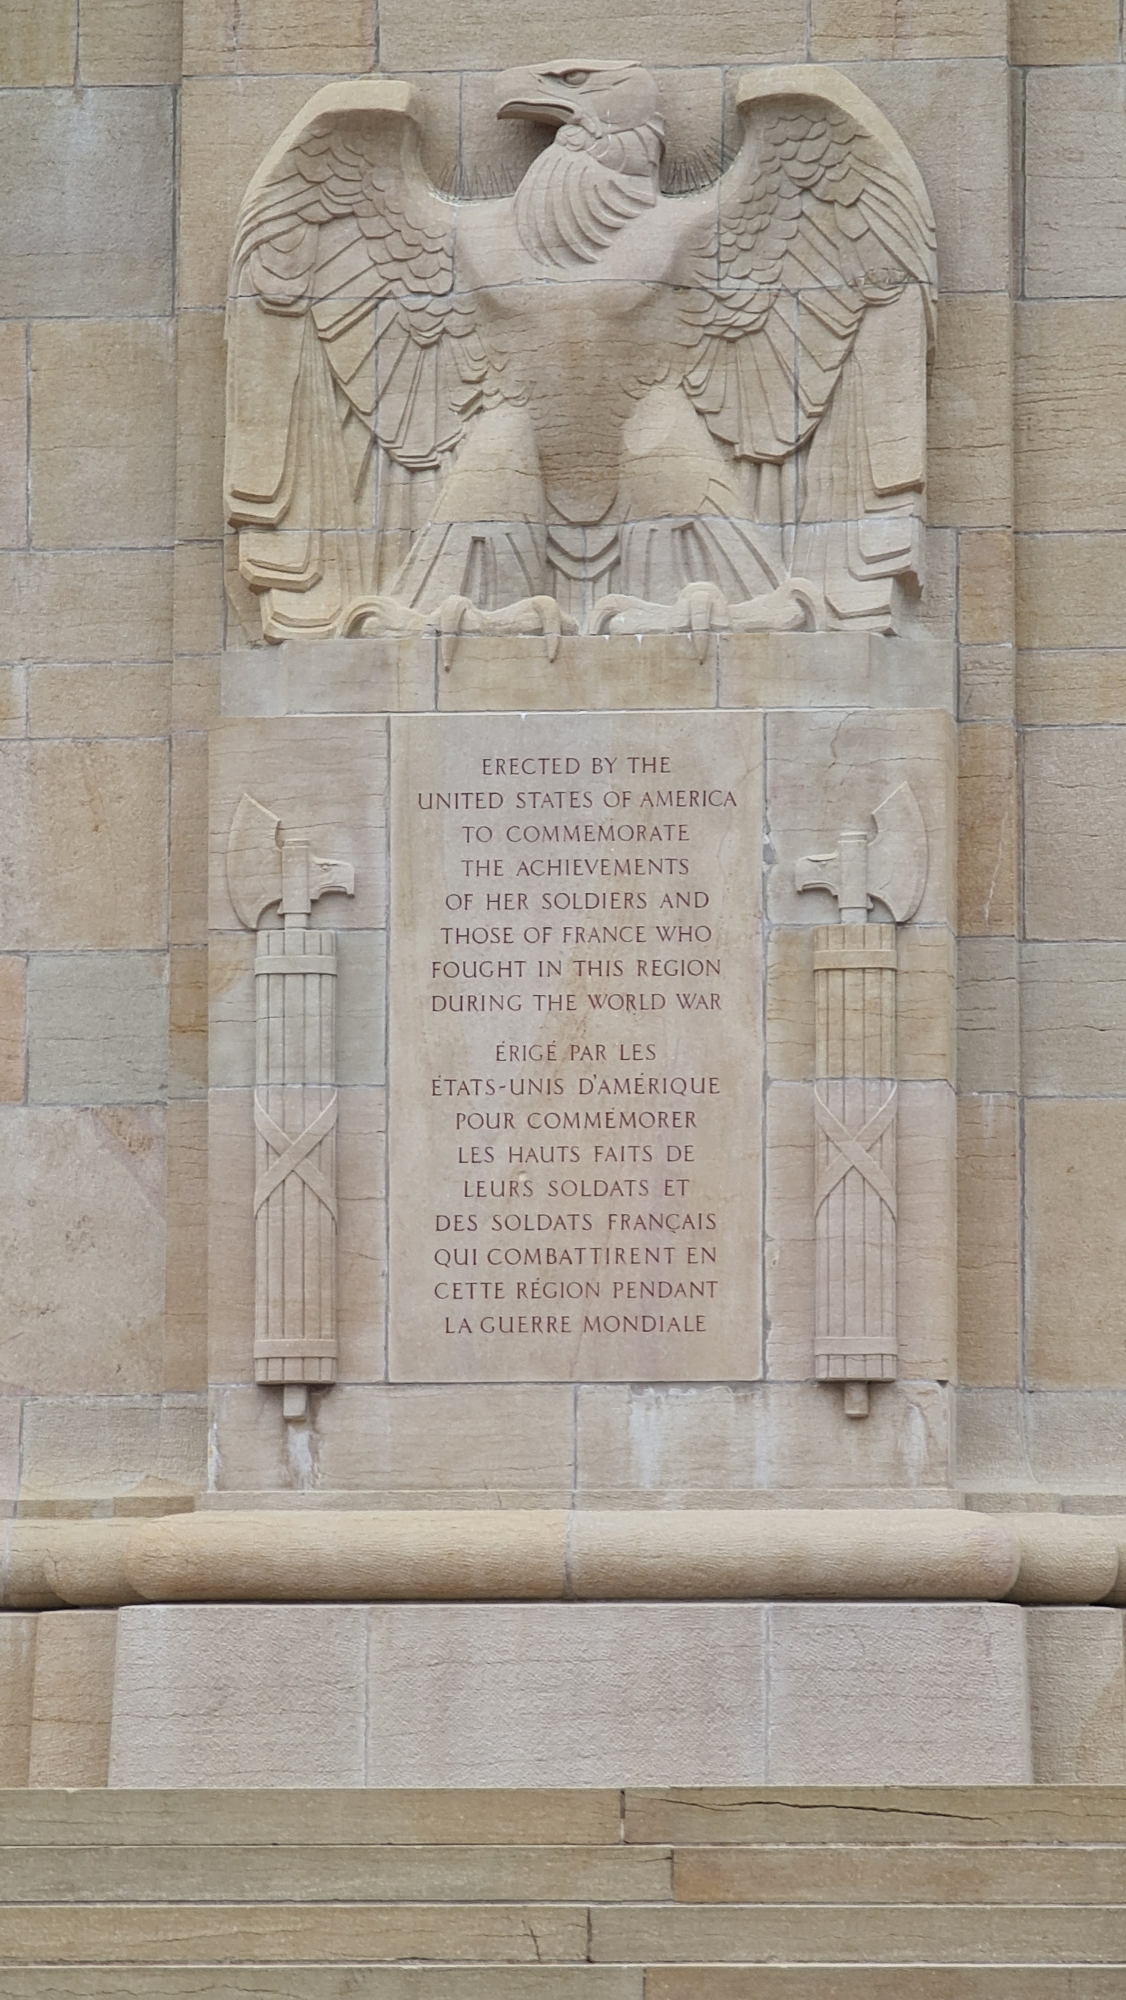 ERECTED BY THE
UNITED STATES OF AMERICA
TO COMMEMORATE
THE ACHIEVEMENTS
OF HER SOLDIERS AND
THOSE OF FRANCE WHO
FOUGHT IN THIS REGION
DURING THE WORLD WAR
ÉRIGÉ PAR LES
ÉTATS-UNIS D'AMÉRIQUE
POUR COMMÉMORER
LES HAUTS FAITS DE
LEURS SOLDATS ET
DES SOLDATS FRANÇAIS
QUI COMBATTIRENT EN
CETTE RÉGION PENDANT
LA GUERRE MONDIALE